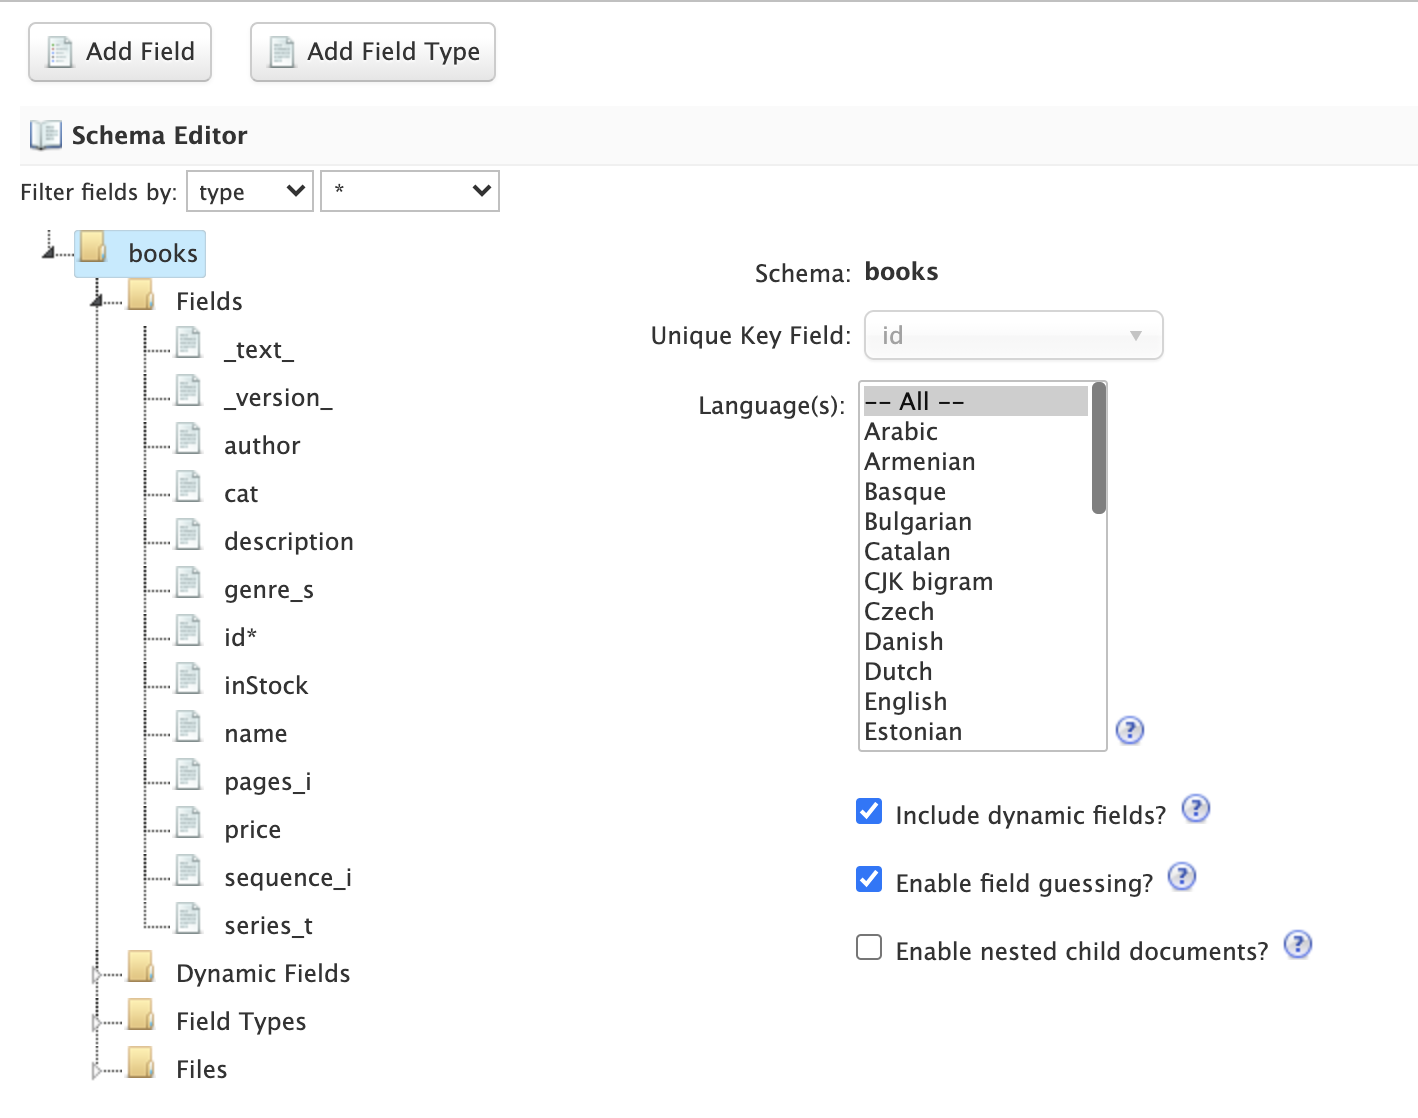 Add Field
Add Field Type
Schema Editor
Filter fields by: type *
books
Fields
_text_
_version_
author
cat
description
genre_s
id*
inStock
name
pages_i
price
sequence_i
series_t
Dynamic Fields
Field Types
Files
Schema: books
Unique Key Field: id
Language(s):
-- All --
Arabic
Armenian
Basque
Bulgarian
Catalan
CJK bigram
Czech
Danish
Dutch
English
Estonian
?
Include dynamic fields? ?
Enable field guessing? ?
Enable nested child documents? ?